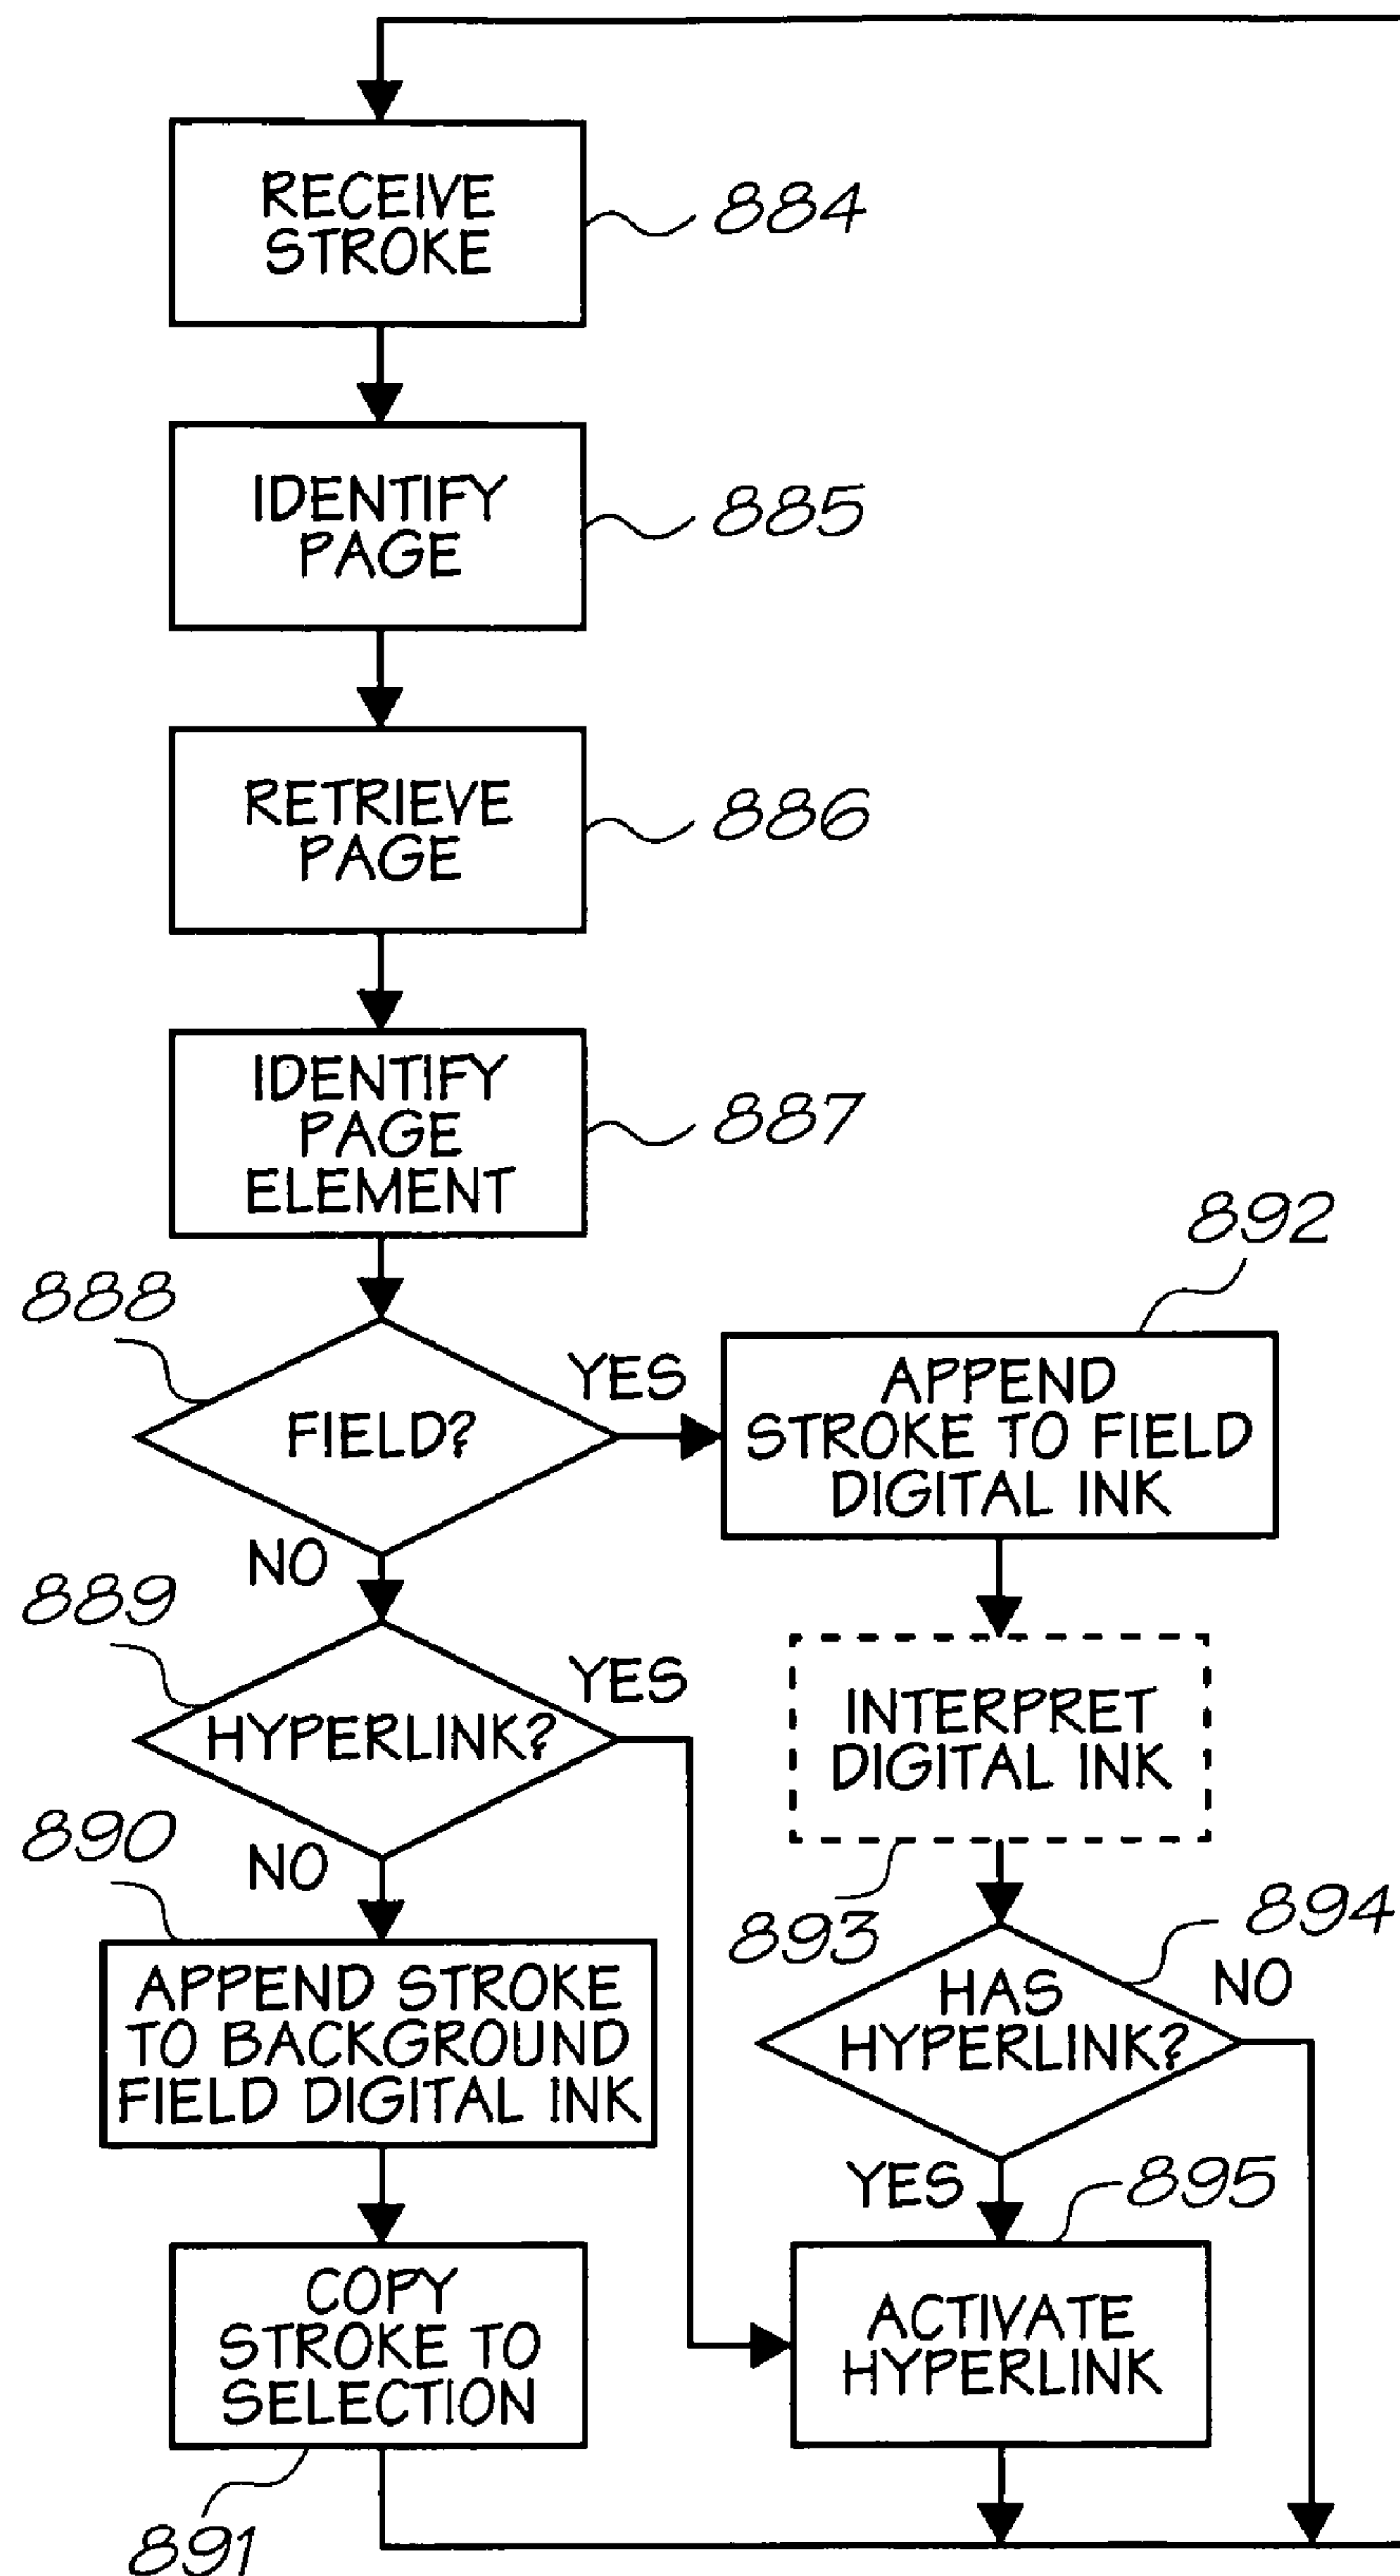 RECEIVE
STROKE
884
IDENTIFY
PAGE
885
RETRIEVE
PAGE
886
IDENTIFY
PAGE
ELEMENT
887
888
FIELD?
YES
NO
892
APPEND
STROKE TO FIELD
DIGITAL INK
889
HYPERLINK?
YES
NO
INTERPRET
DIGITAL INK
893
890
APPEND STROKE
TO BACKGROUND
FIELD DIGITAL INK
894
HAS
HYPERLINK?
NO
YES
895
COPY
STROKE TO
SELECTION
891
ACTIVATE
HYPERLINK